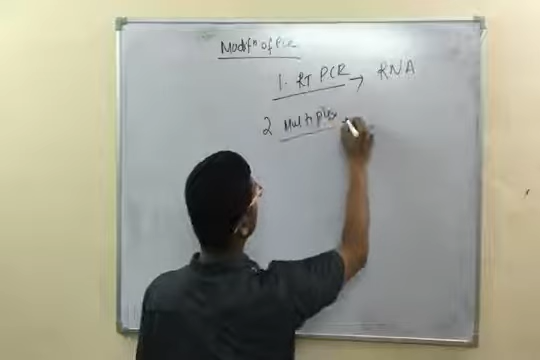 Modifⁿ of PCR
1. RT PCR → RNA
2 Multiplex